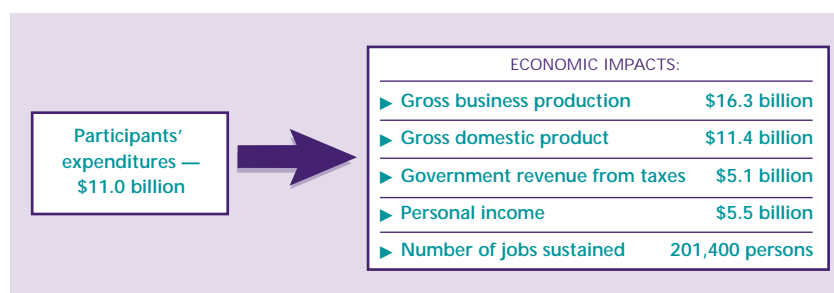 Participants'
expenditures —
$11.0 billion
ECONOMIC IMPACTS:
► Gross business production $16.3 billion
► Gross domestic product $11.4 billion
► Government revenue from taxes $5.1 billion
► Personal income $5.5 billion
► Number of jobs sustained 201,400 persons